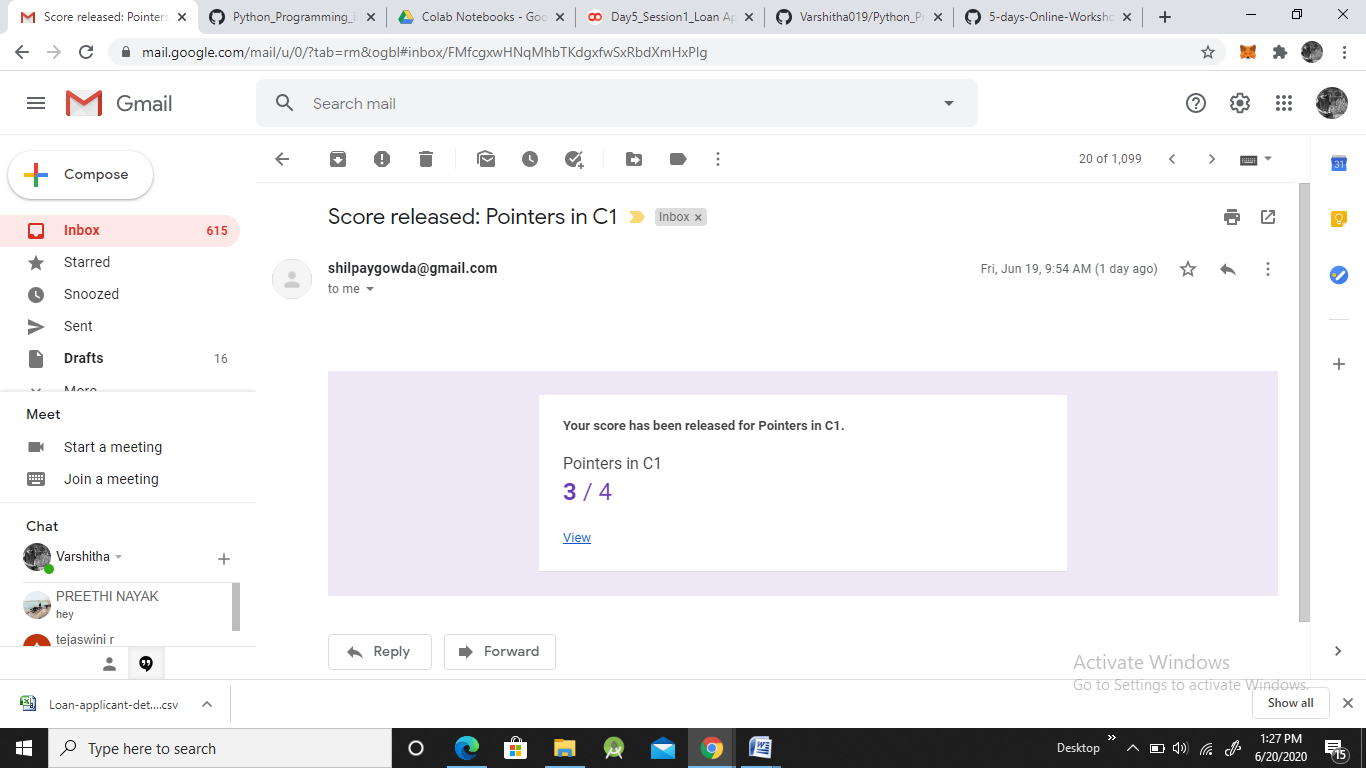 Score released: Pointers
Python_Programming_i
Colab Notebooks - Goo
Day5_Session1_Loan Ap
Varshitha019/Python_P
5-days-Online-Worksho
mail.google.com/mail/u/0/?tab=rm&ogbl#inbox/FMfcgxwHNqMhbTKdgxfwSxRbdXmHxPlg
Gmail
Search mail
Compose
20 of 1,099
31
Score released: Pointers in C1
Inbox x
Inbox 615
Starred
Snoozed
Sent
Drafts 16
More
shilpaygowda@gmail.com
Fri, Jun 19, 9:54 AM (1 day ago)
to me
Your score has been released for Pointers in C1.
Pointers in C1
3 / 4
View
Meet
Start a meeting
Join a meeting
Chat
Varshitha
PREETHI NAYAK
hey
tejaswini r
Reply
Forward
Activate Windows
Go to Settings to activate Windows.
Loan-applicant-det....csv
Show all
Type here to search
Desktop
1:27 PM
6/20/2020
15